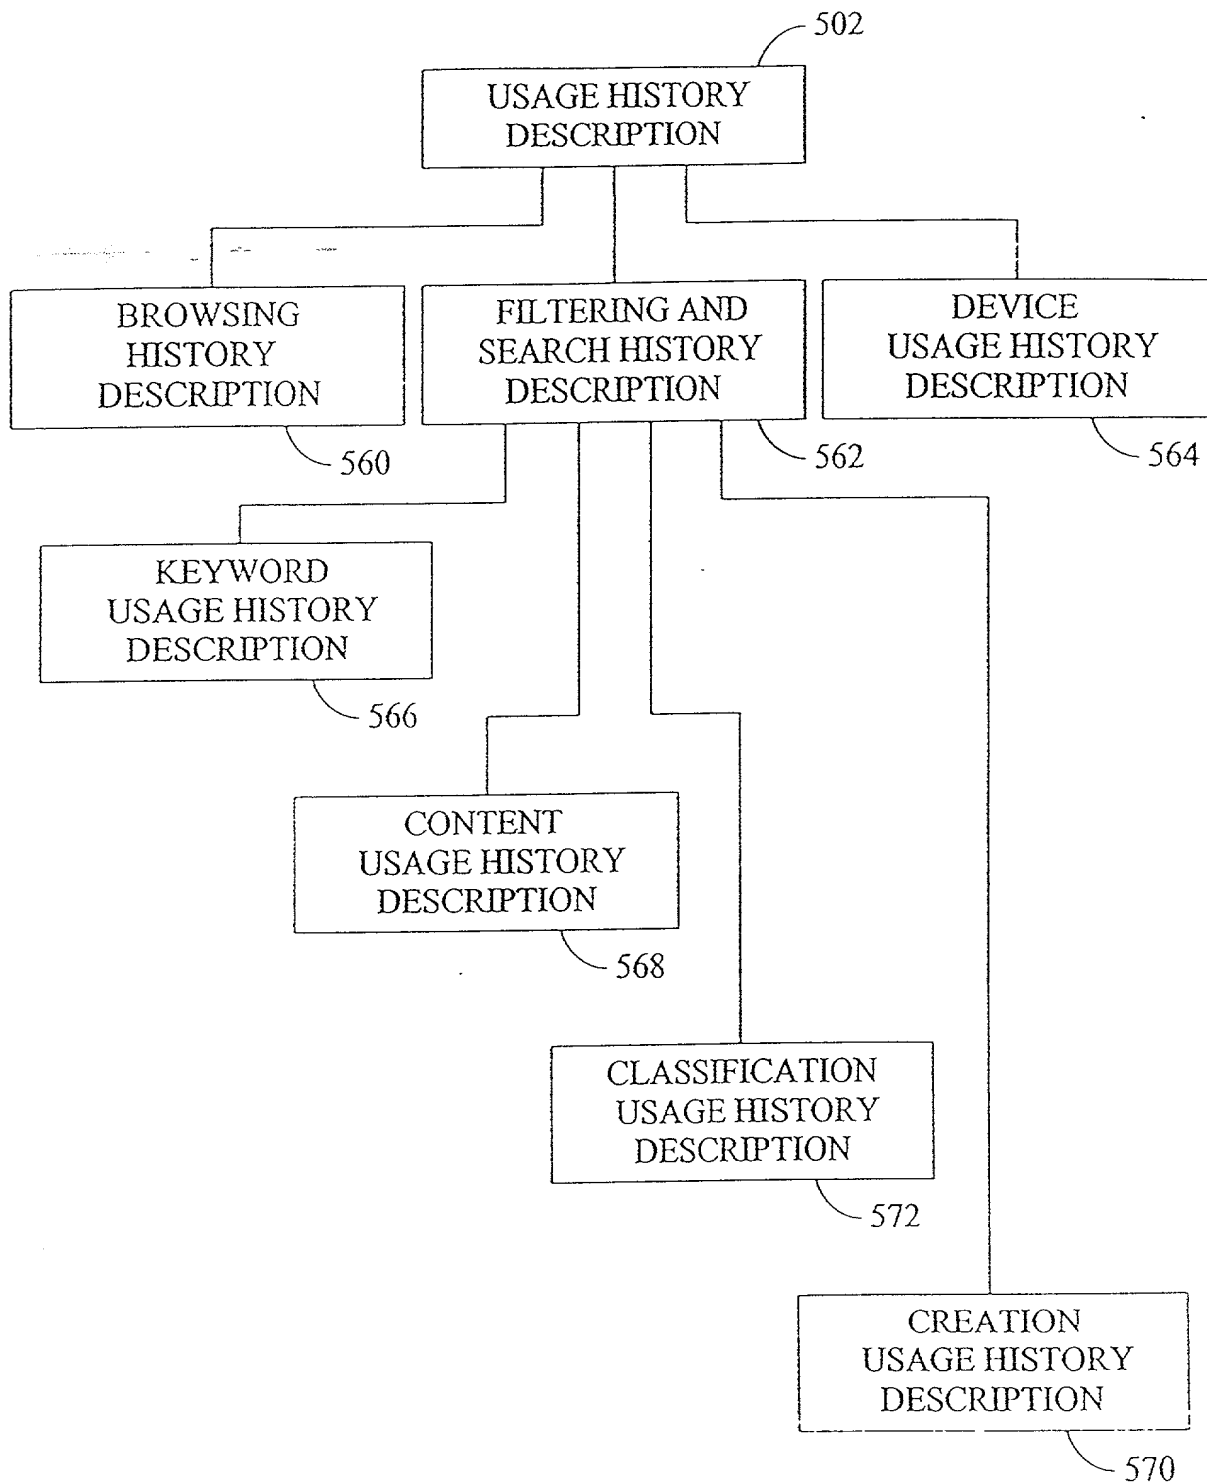 502
USAGE HISTORY
DESCRIPTION
BROWSING
HISTORY
DESCRIPTION
560
FILTERING AND
SEARCH HISTORY
DESCRIPTION
562
DEVICE
USAGE HISTORY
DESCRIPTION
564
KEYWORD
USAGE HISTORY
DESCRIPTION
566
CONTENT
USAGE HISTORY
DESCRIPTION
568
CLASSIFICATION
USAGE HISTORY
DESCRIPTION
572
CREATION
USAGE HISTORY
DESCRIPTION
570